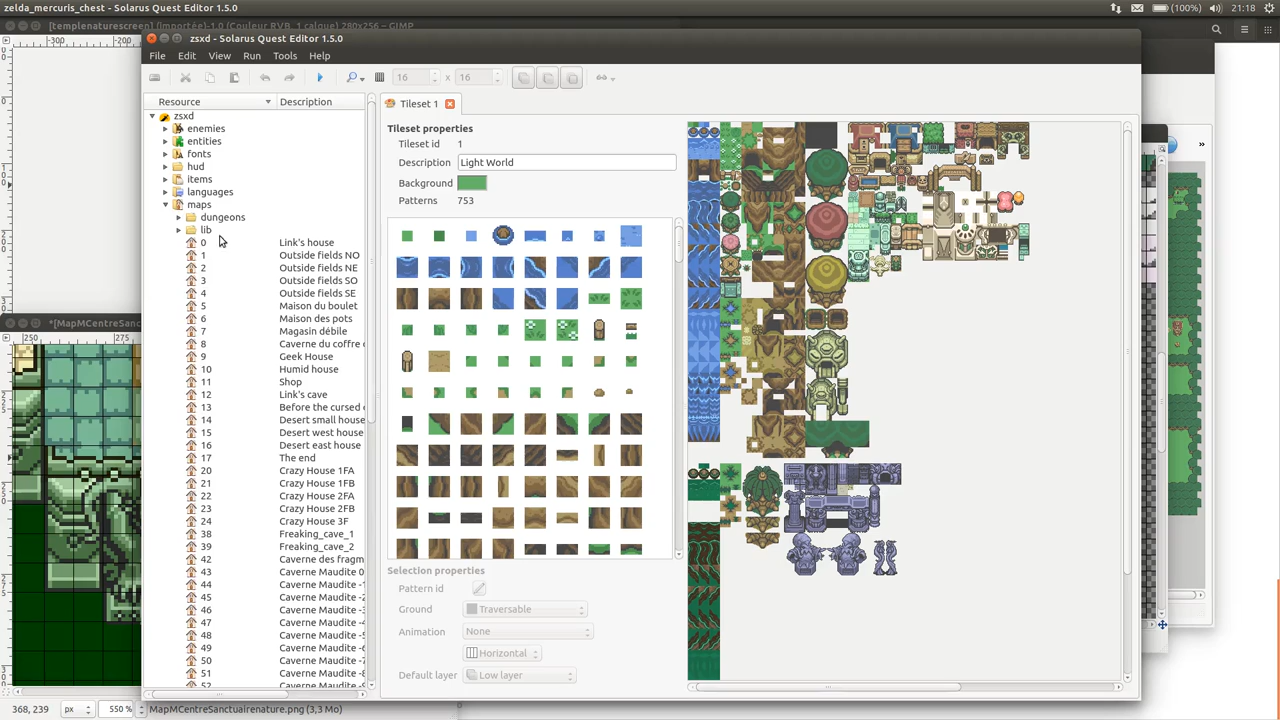 zelda_mercuris_chest - Solarus Quest Editor 1.5.0
(100%) 21:18
[templenaturescreen] (importée)-1.0 (Couleur RVB, 1 calque) 280x256 – GIMP
-300 -200
zsxd - Solarus Quest Editor 1.5.0
File Edit View Run Tools Help
16 x 16
Resource Description
Tileset 1
zsxd
enemies
entities
fonts
hud
items
languages
maps
dungeons
lib
0 Link's house
1 Outside fields NO
2 Outside fields NE
3 Outside fields SO
4 Outside fields SE
5 Maison du boulet
6 Maison des pots
7 Magasin débile
8 Caverne du coffre
9 Geek House
10 Humid house
11 Shop
12 Link's cave
13 Before the cursed
14 Desert small house
15 Desert west house
16 Desert east house
17 The end
20 Crazy House 1FA
21 Crazy House 1FB
22 Crazy House 2FA
23 Crazy House 2FB
24 Crazy House 3F
38 Freaking_cave_1
39 Freaking_cave_2
42 Caverne des fragm
43 Caverne Maudite 0
44 Caverne Maudite -1
45 Caverne Maudite -2
46 Caverne Maudite -3
47 Caverne Maudite -4
48 Caverne Maudite -5
49 Caverne Maudite -6
50 Caverne Maudite -7
51 Caverne Maudite -8
52 Caverne Maudite -9
Tileset properties
Tileset id 1
Description Light World
Background
Patterns 753
Selection properties
Pattern id
Ground Traversable
Animation None
Horizontal
Default layer Low layer
*[MapMCentreSanc
250 275
368, 239 px 550 % MapMCentreSanctuairenature.png (3,3 Mo)